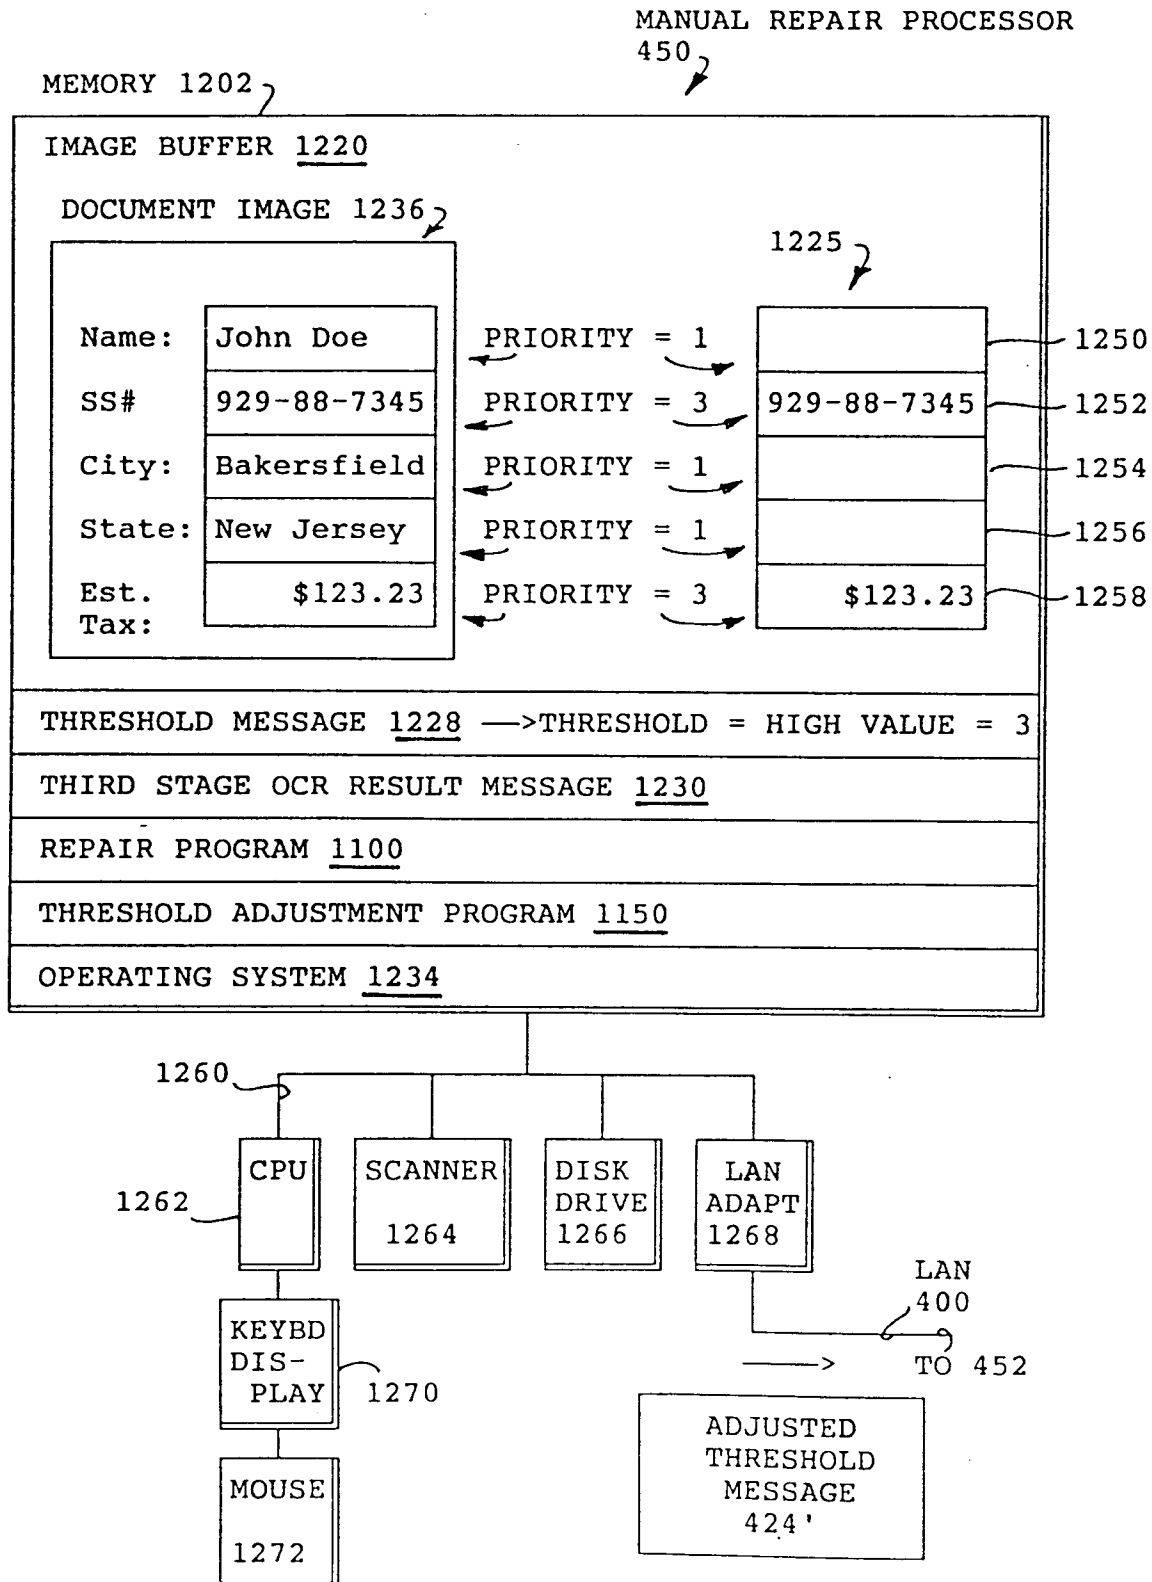 MANUAL REPAIR PROCESSOR
450
MEMORY 1202
IMAGE BUFFER 1220
DOCUMENT IMAGE 1236
1225
Name: John Doe PRIORITY = 1 1250
SS# 929-88-7345 PRIORITY = 3 929-88-7345 1252
City: Bakersfield PRIORITY = 1 1254
State: New Jersey PRIORITY = 1 1256
Est. $123.23 PRIORITY = 3 $123.23 1258
Tax:
THRESHOLD MESSAGE 1228 —>THRESHOLD = HIGH VALUE = 3
THIRD STAGE OCR RESULT MESSAGE 1230
REPAIR PROGRAM 1100
THRESHOLD ADJUSTMENT PROGRAM 1150
OPERATING SYSTEM 1234
1260
CPU
1262
SCANNER
1264
DISK
DRIVE
1266
LAN
ADAPT
1268
LAN
400
TO 452
KEYBD
DIS-
PLAY
1270
ADJUSTED
THRESHOLD
MESSAGE
424'
MOUSE
1272